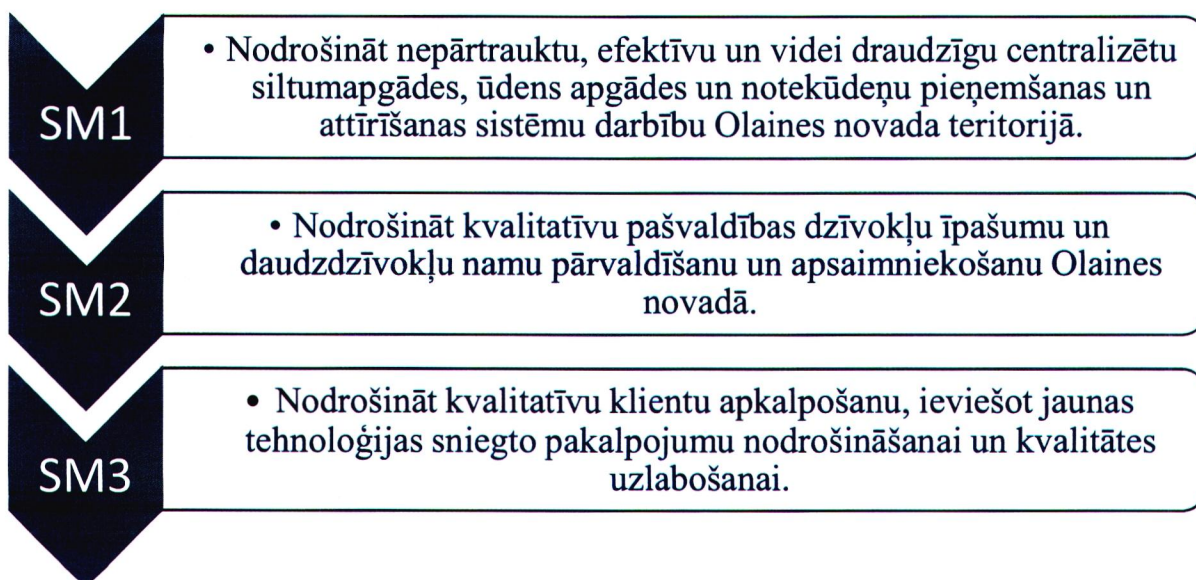 SM1
• Nodrošināt nepārtrauktu, efektīvu un videi draudzīgu centralizētu
siltumapgādes, ūdens apgādes un notekūdeņu pieņemšanas un
attīrīšanas sistēmu darbību Olaines novada teritorijā.
SM2
• Nodrošināt kvalitatīvu pašvaldības dzīvokļu īpašumu un
daudzdzīvokļu namu pārvaldīšanu un apsaimniekošanu Olaines
novadā.
SM3
• Nodrošināt kvalitatīvu klientu apkalpošanu, ieviešot jaunas
tehnoloģijas sniegto pakalpojumu nodrošināšanai un kvalitātes
uzlabošanai.